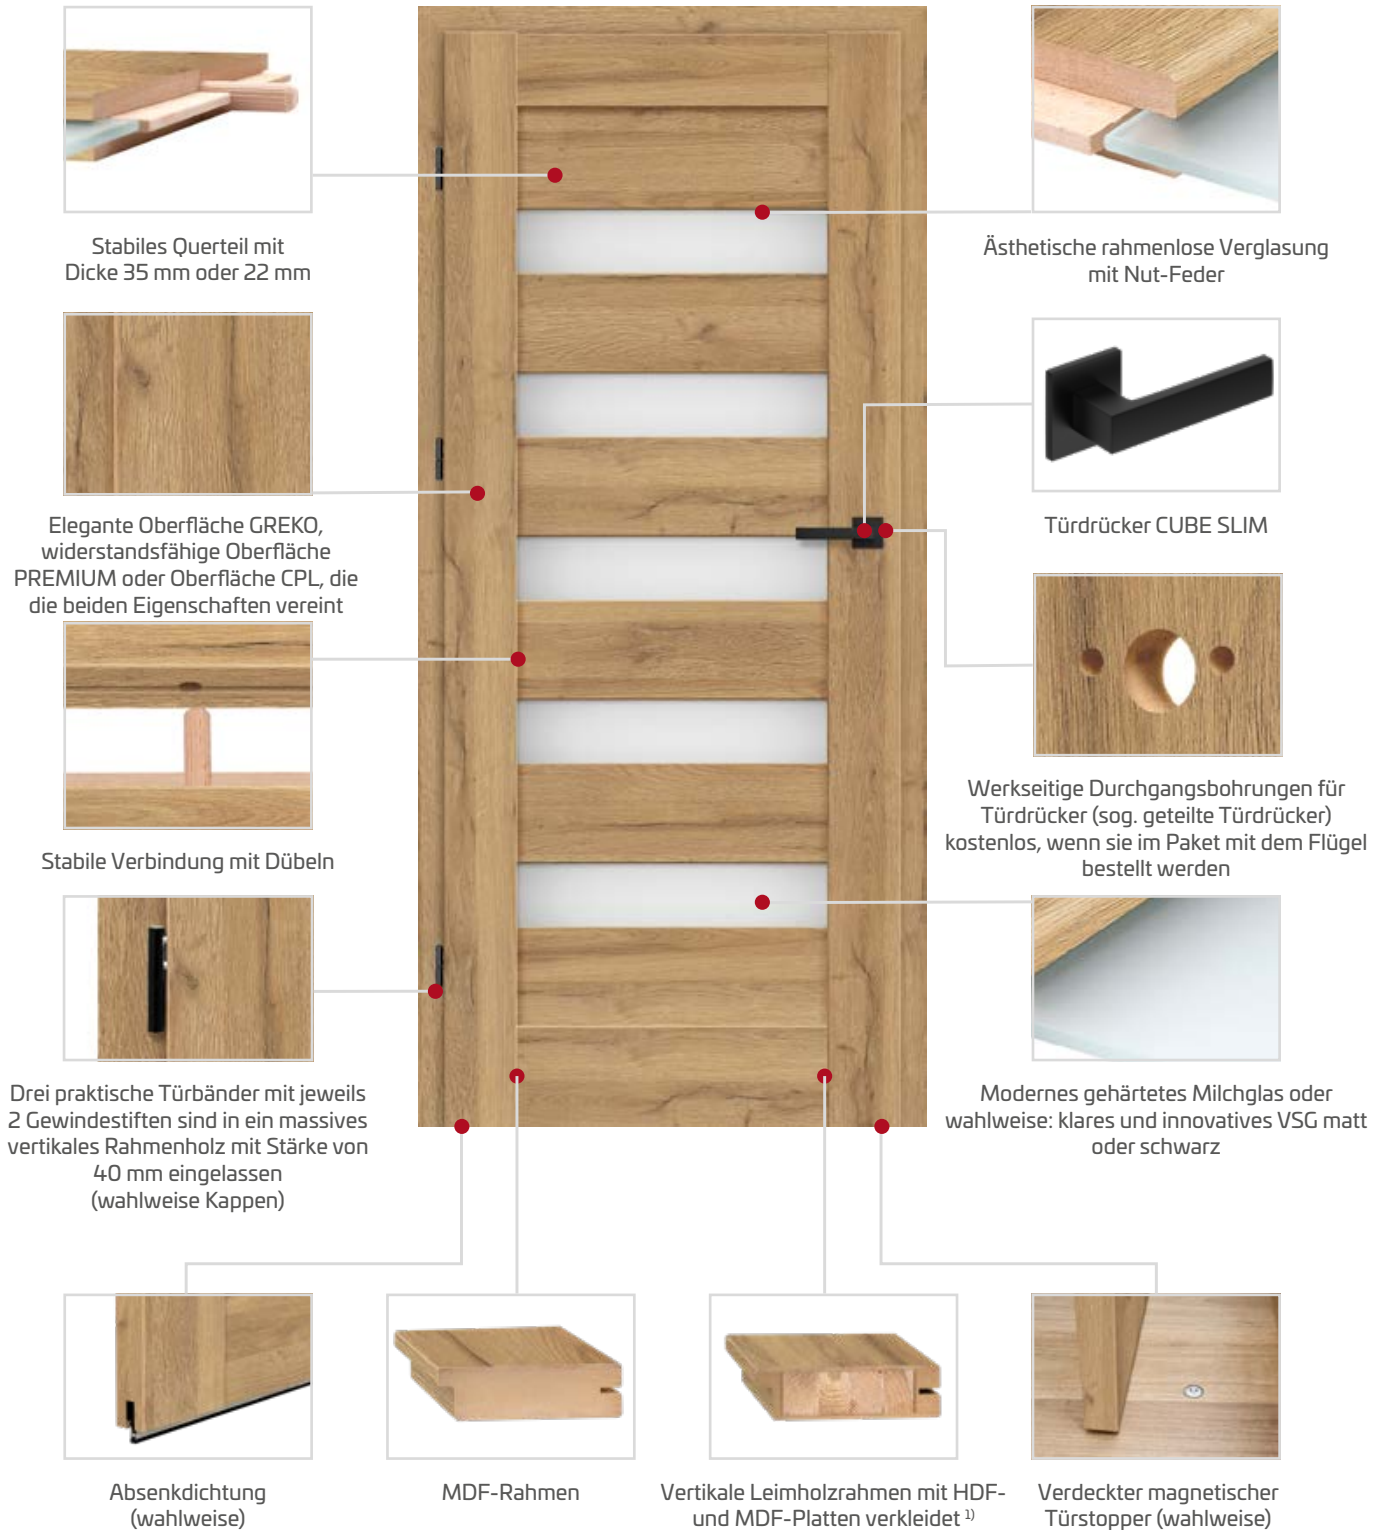 Stabiles Querteil mit
Dicke 35 mm oder 22 mm
Ästhetische rahmenlose Verglasung
mit Nut-Feder
Elegante Oberfläche GREKO,
widerstandsfähige Oberfläche
PREMIUM oder Oberfläche CPL, die
die beiden Eigenschaften vereint
Türdrücker CUBE SLIM
Stabile Verbindung mit Dübeln
Werkseitige Durchgangsbohrungen für
Türdrücker (sog. geteilte Türdrücker)
kostenlos, wenn sie im Paket mit dem Flügel
bestellt werden
Drei praktische Türbänder mit jeweils
2 Gewindestiften sind in ein massives
vertikales Rahmenholz mit Stärke von
40 mm eingelassen
(wahlweise Kappen)
Modernes gehärtetes Milchglas oder
wahlweise: klares und innovatives VSG matt
oder schwarz
Absenkdichtung
(wahlweise)
MDF-Rahmen
Vertikale Leimholzrahmen mit HDF-
und MDF-Platten verkleidet 1)
Verdeckter magnetischer
Türstopper (wahlweise)